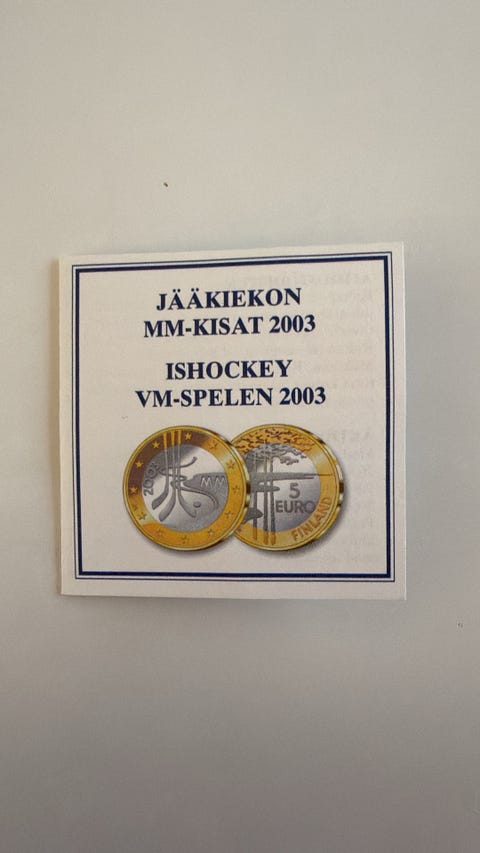 JÄÄKIEKON
MM-KISAT 2003
ISHOCKEY
VM-SPELEN 2003
2003
MM
5
EURO
FINLAND